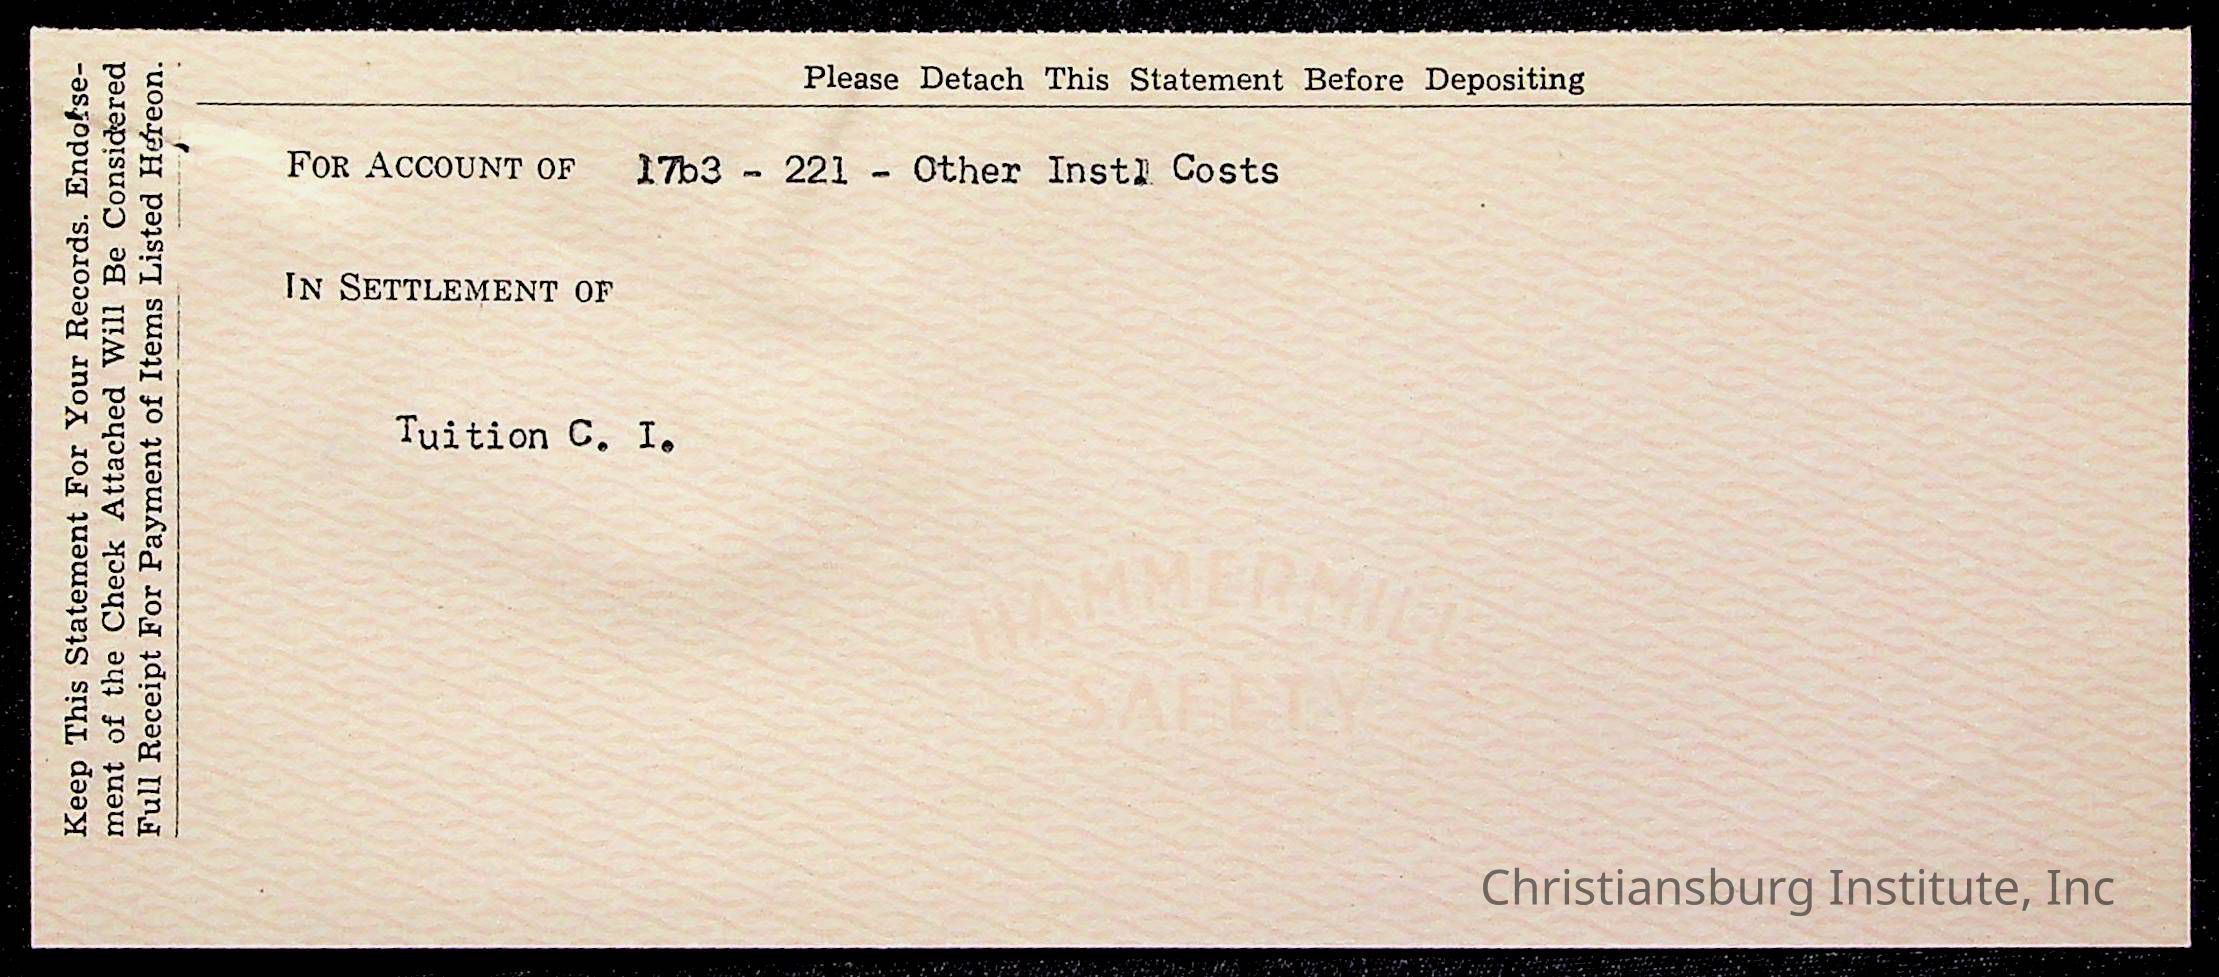 Please Detach This Statement Before Depositing
Keep This Statement For Your Records. Endorse-
ment of the Check Attached Will Be Considered
Full Receipt For Payment of Items Listed Hereon.
FOR ACCOUNT OF 17b3 - 221 - Other Instl Costs
IN SETTLEMENT OF
Tuition C. I.
HAMMERMILL
SAFETY
Christiansburg Institute, Inc